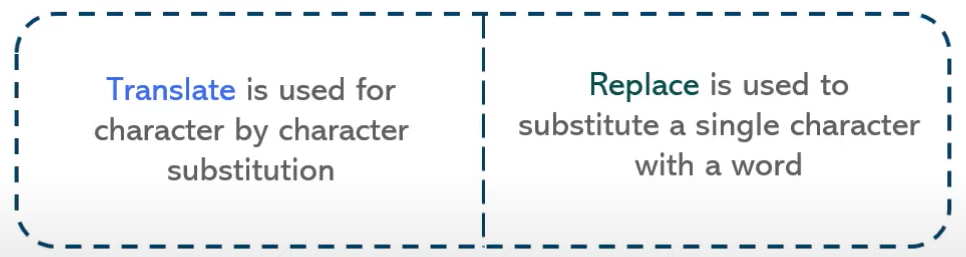 Translate is used for
character by character
substitution
Replace is used to
substitute a single character
with a word